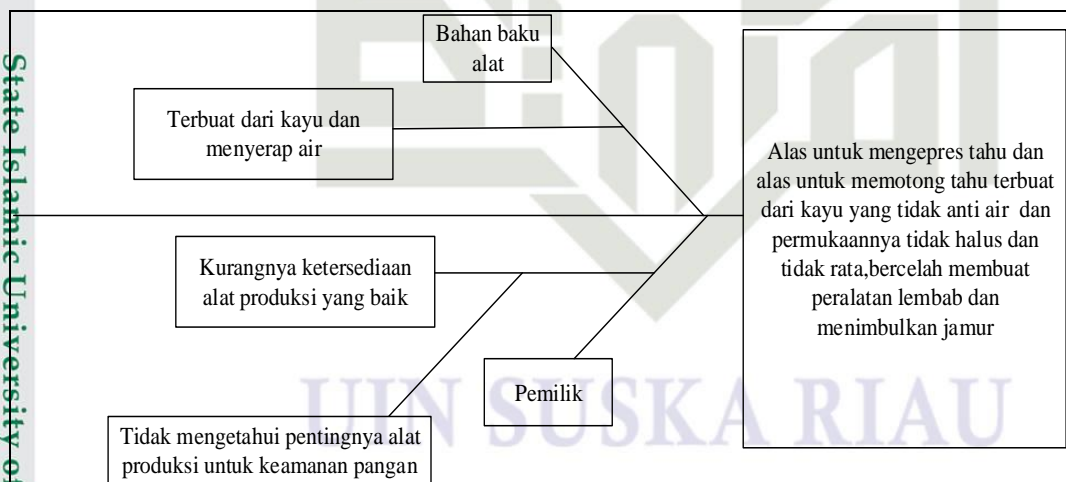 Bahan baku
alat
Terbuat dari kayu dan
menyerap air
Alas untuk mengepres tahu dan
alas untuk memotong tahu terbuat
dari kayu yang tidak anti air dan
permukaannya tidak halus dan
tidak rata,bercelah membuat
peralatan lembab dan
menimbulkan jamur
Kurangnya ketersediaan
alat produksi yang baik
Pemilik
Tidak mengetahui pentingnya alat
produksi untuk keamanan pangan
UIN SUSKA RIAU
State Islamic University of